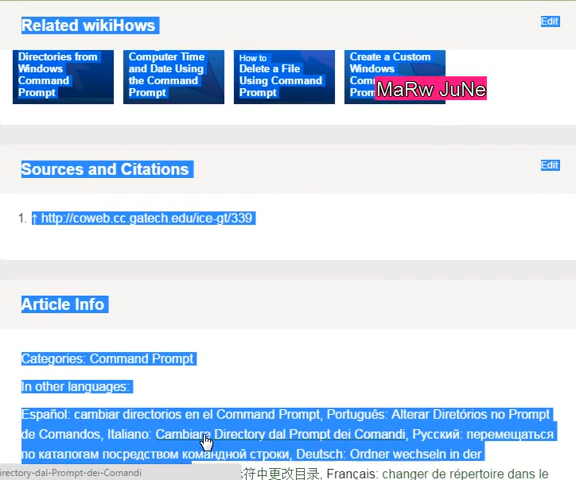 Related wikiHows
Edit
Directories from
Windows
Command
Prompt
Computer Time
and Date Using
the Command
Prompt
How to
Delete a File
Using Command
Prompt
Create a Custom
Windows
MaRw JuNe
Sources and Citations
Edit
1. ↑ http://coweb.cc.gatech.edu/ice-gt/339
Article Info
Categories: Command Prompt
In other languages:
Español: cambiar directorios en el Command Prompt, Português: Alterar Diretórios no Prompt
de Comandos, Italiano: Cambiare Directory dal Prompt dei Comandi, Русский: перемещаться
по каталогам посредством командной строки, Deutsch: Ordner wechseln in der
irectory-dal-Prompt-dei-Comandi
示符中更改目录, Français: changer de répertoire dans le